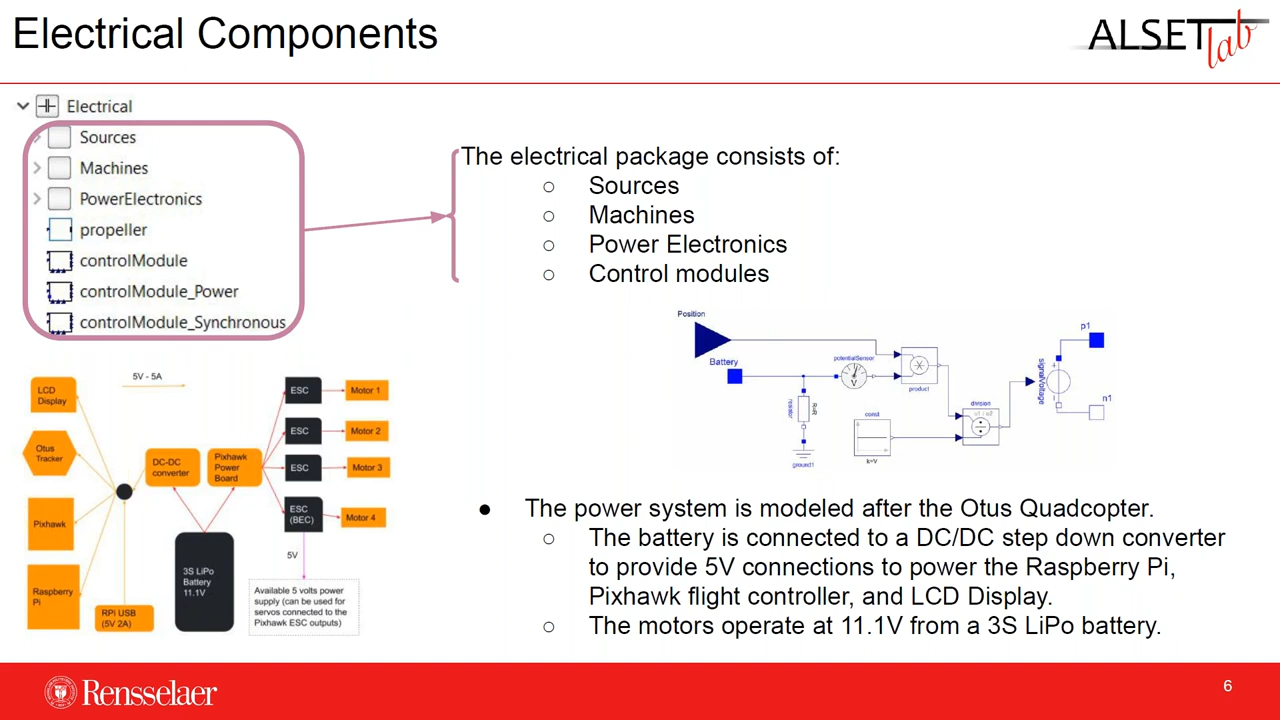 Electrical Components
ALSET lab
Electrical
Sources
Machines
PowerElectronics
propeller
controlModule
controlModule_Power
controlModule_Synchronous
The electrical package consists of:
○ Sources
○ Machines
○ Power Electronics
○ Control modules
Position
Battery
potentialSensor
V
product
resistor
R=R
ground1
const
k=V
division
u1 / u2
signalVoltage
+
p1
n1
5V - 5A
LCD
Display
Otus
Tracker
Pixhawk
Raspberry
Pi
RPi USB
(5V 2A)
DC-DC
converter
Pixhawk
Power
Board
3S LiPo
Battery
11.1V
ESC
Motor 1
ESC
Motor 2
ESC
Motor 3
ESC
(BEC)
Motor 4
5V
Available 5 volts power
supply (can be used for
servos connected to the
Pixhawk ESC outputs)
● The power system is modeled after the Otus Quadcopter.
○ The battery is connected to a DC/DC step down converter
to provide 5V connections to power the Raspberry Pi,
Pixhawk flight controller, and LCD Display.
○ The motors operate at 11.1V from a 3S LiPo battery.
Rensselaer
6